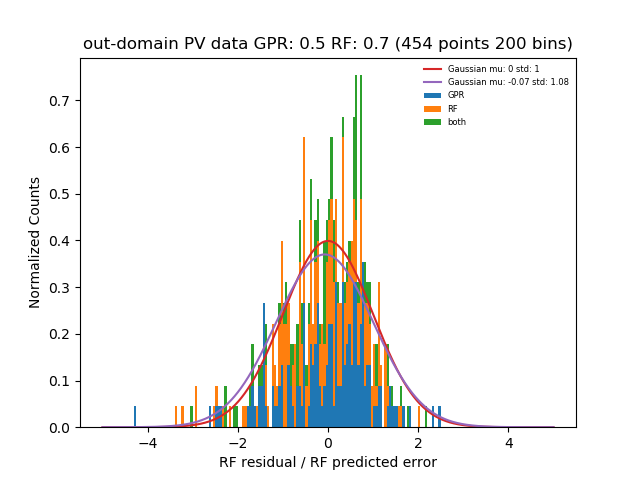 out-domain PV data GPR: 0.5 RF: 0.7 (454 points 200 bins)
Gaussian mu: 0 std: 1
Gaussian mu: -0.07 std: 1.08
GPR
RF
both
Normalized Counts
0.7
0.6
0.5
0.4
0.3
0.2
0.1
0.0
−4 −2 0 2 4
RF residual / RF predicted error